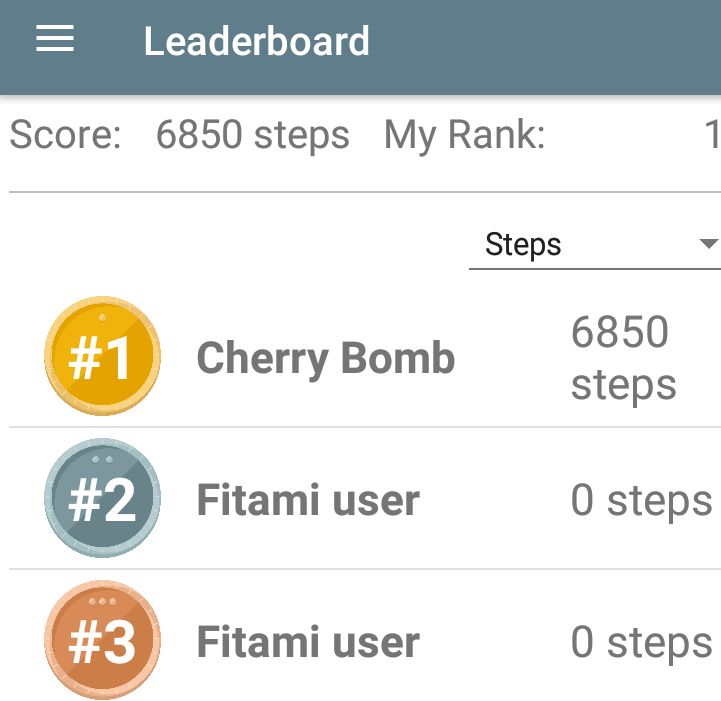 Leaderboard
Score: 6850 steps My Rank: 1
Steps
#1 Cherry Bomb 6850 steps
#2 Fitami user 0 steps
#3 Fitami user 0 steps